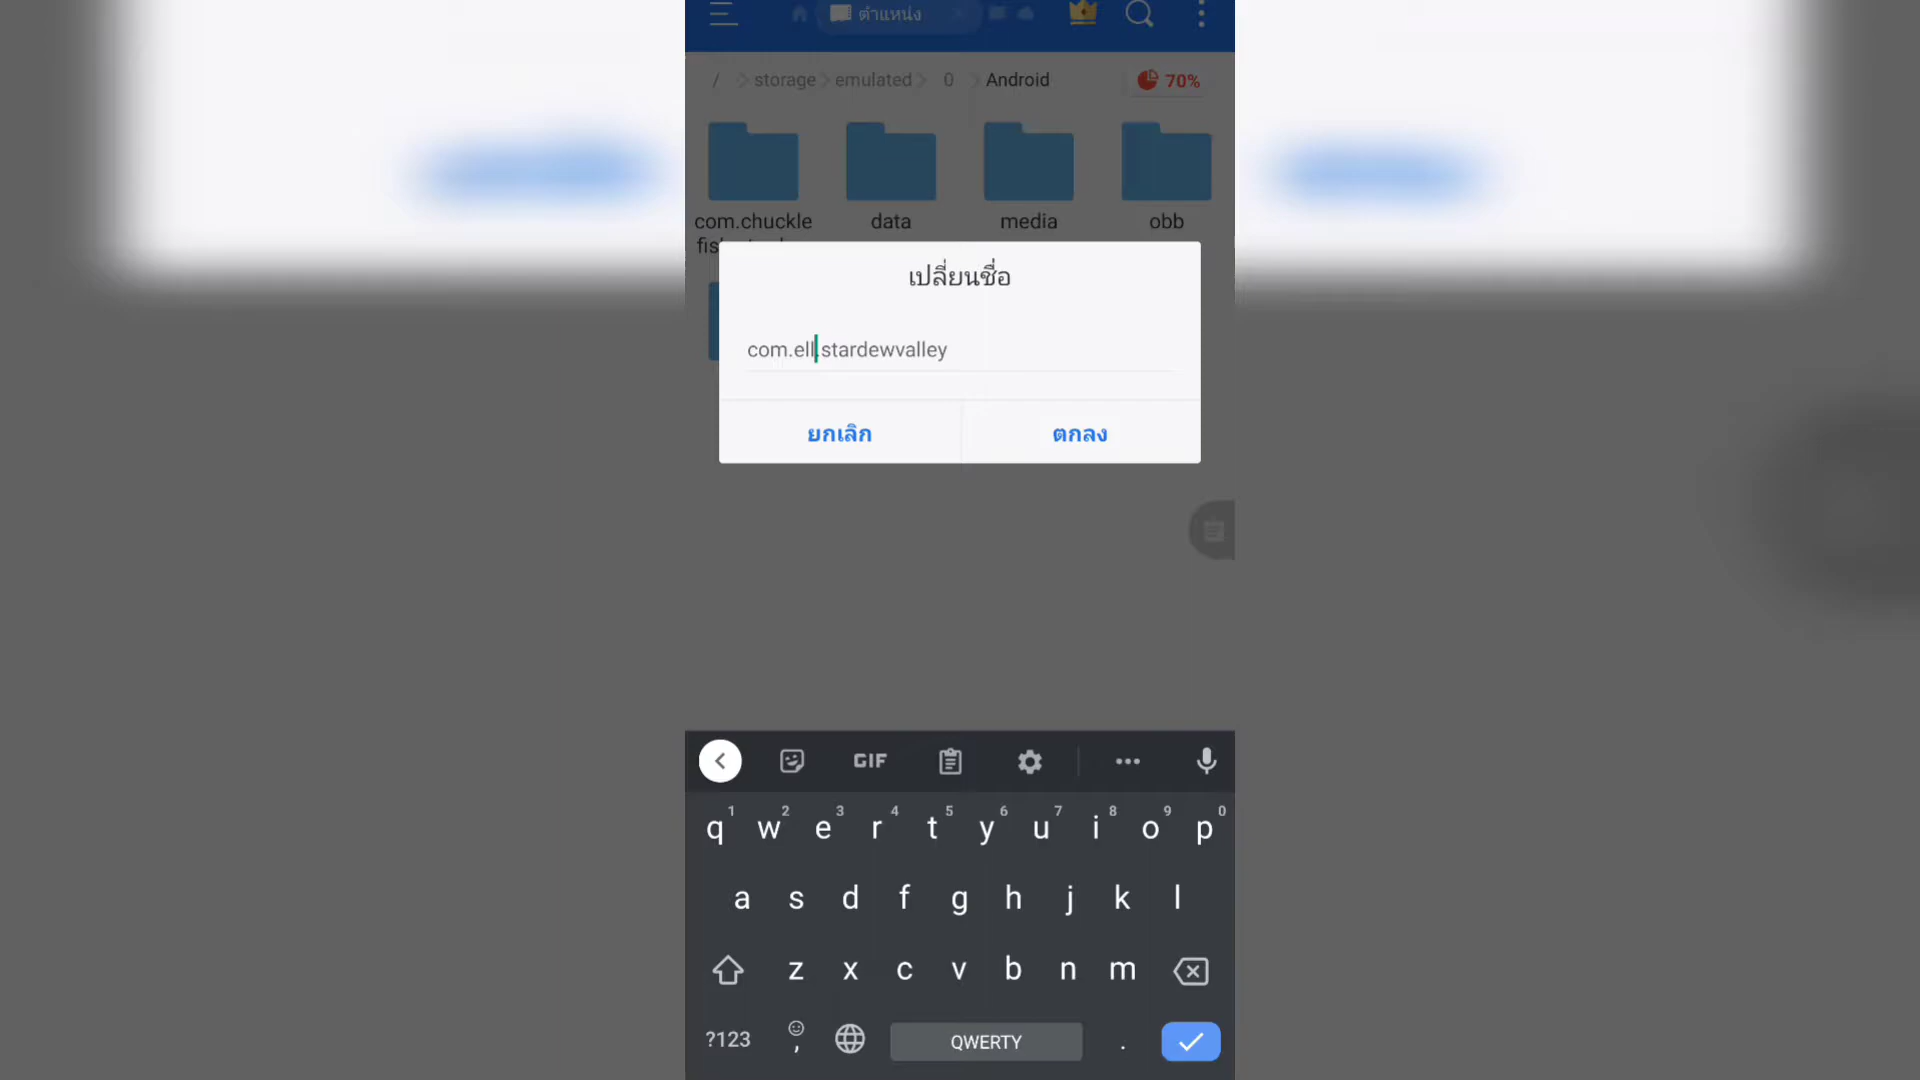 ตำแหน่ง
/ storage emulated 0 Android 70%
com.chuckle data media obb
เปลี่ยนชื่อ
com.ell.stardewvalley
ยกเลิก ตกลง
GIF
q1 w2 e3 r4 t5 y6 u7 i8 o9 p0
a s d f g h j k l
z x c v b n m
?123 , QWERTY .